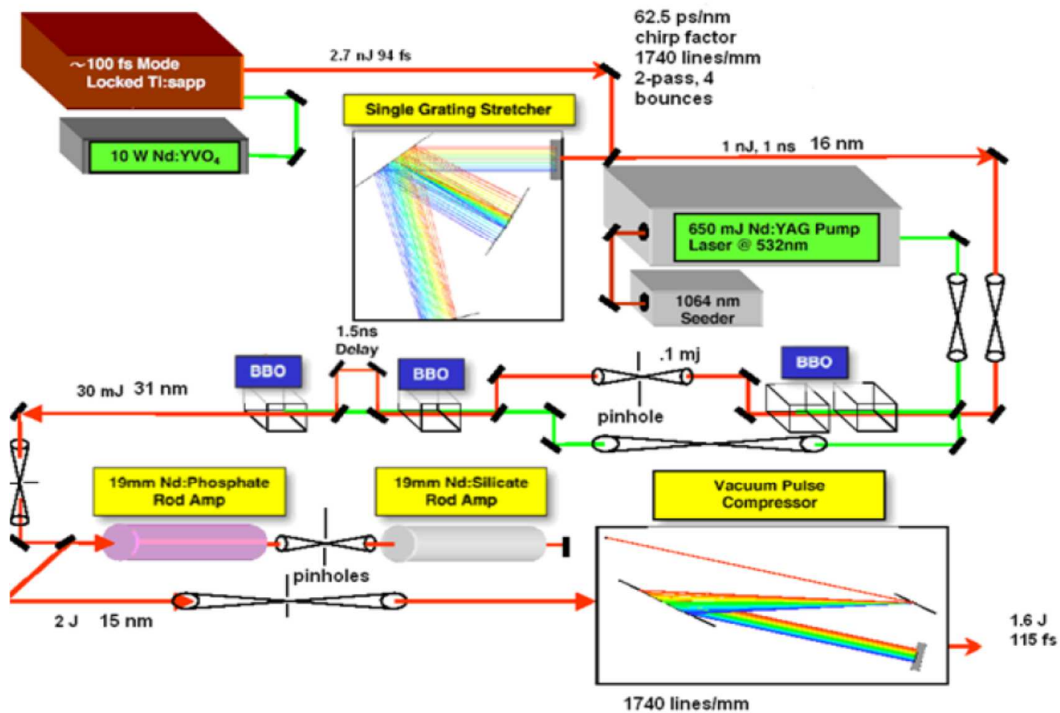 ~100 fs Mode
Locked Ti:sapp
10 W Nd:YVO₄
2.7 nJ 94 fs
62.5 ps/nm
chirp factor
1740 lines/mm
2-pass, 4
bounces
Single Grating Stretcher
1 nJ, 1 ns 16 nm
650 mJ Nd:YAG Pump
Laser @ 532nm
1064 nm
Seeder
1.5ns
Delay
BBO
BBO
.1 mj
BBO
30 mJ 31 nm
pinhole
19mm Nd:Phosphate
Rod Amp
19mm Nd:Silicate
Rod Amp
Vacuum Pulse
Compressor
pinholes
2 J 15 nm
1.6 J
115 fs
1740 lines/mm